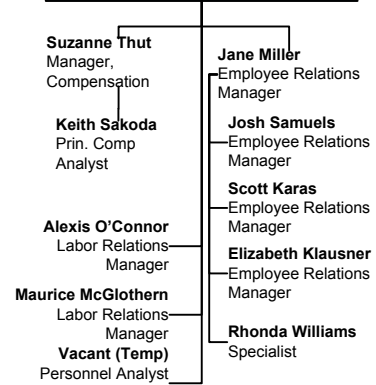 Suzanne Thut
Manager,
Compensation
Keith Sakoda
Prin. Comp
Analyst
Alexis O’Connor
Labor Relations
Manager
Maurice McGlothern
Labor Relations
Manager
Vacant (Temp)
Personnel Analyst
Jane Miller
Employee Relations
Manager
Josh Samuels
Employee Relations
Manager
Scott Karas
Employee Relations
Manager
Elizabeth Klausner
Employee Relations
Manager
Rhonda Williams
Specialist